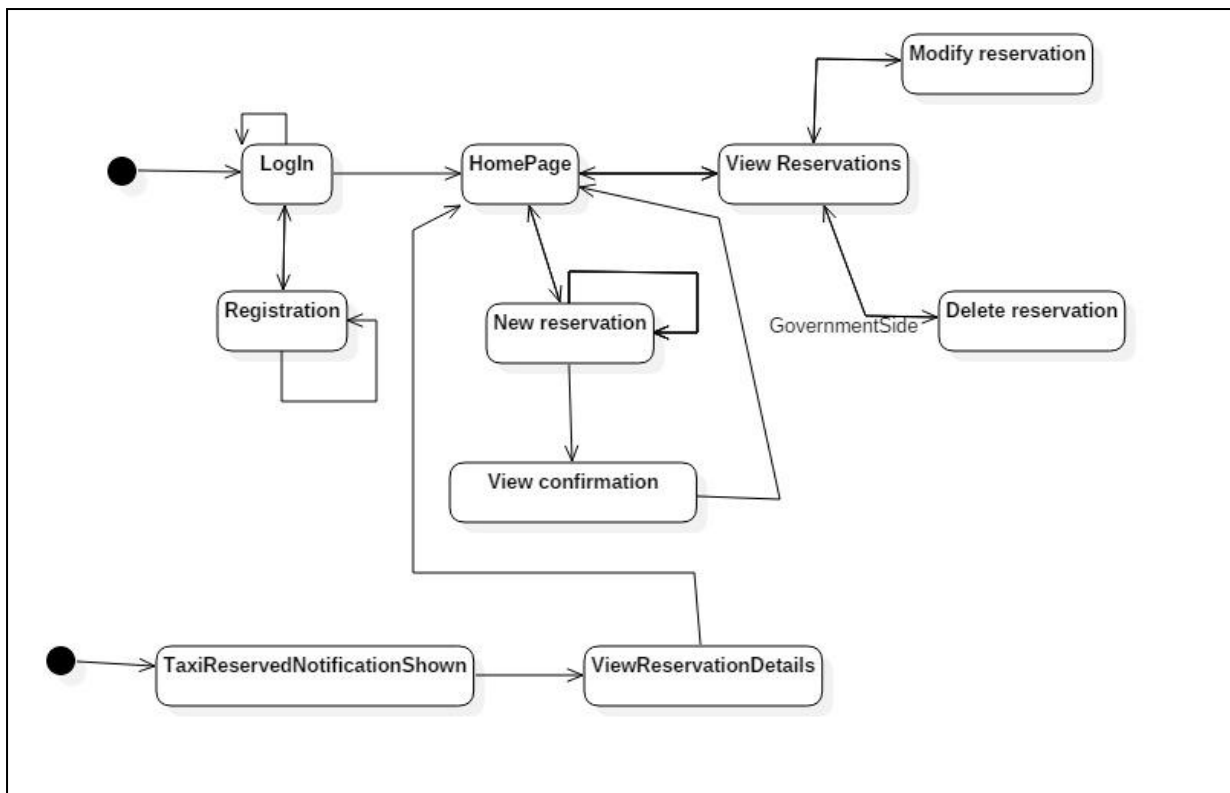 Modify reservation
LogIn
HomePage
View Reservations
Registration
New reservation
GovernmentSide
Delete reservation
View confirmation
TaxiReservedNotificationShown
ViewReservationDetails